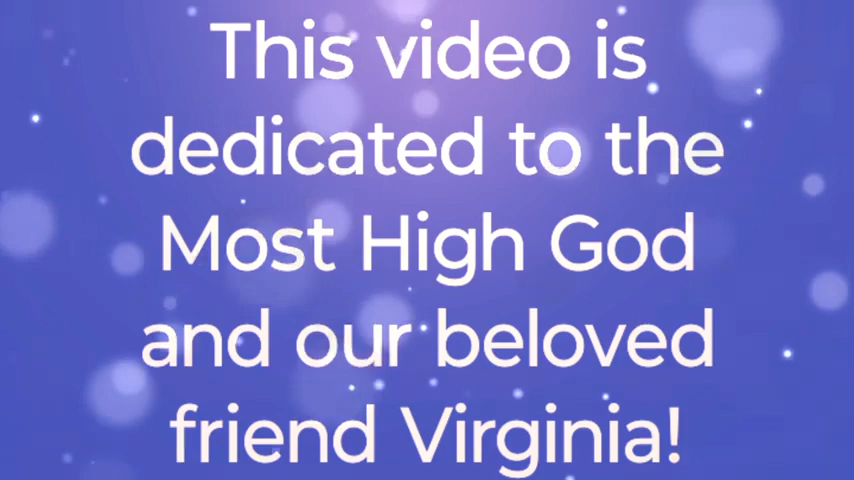 This video is
dedicated to the
Most High God
and our beloved
friend Virginia!